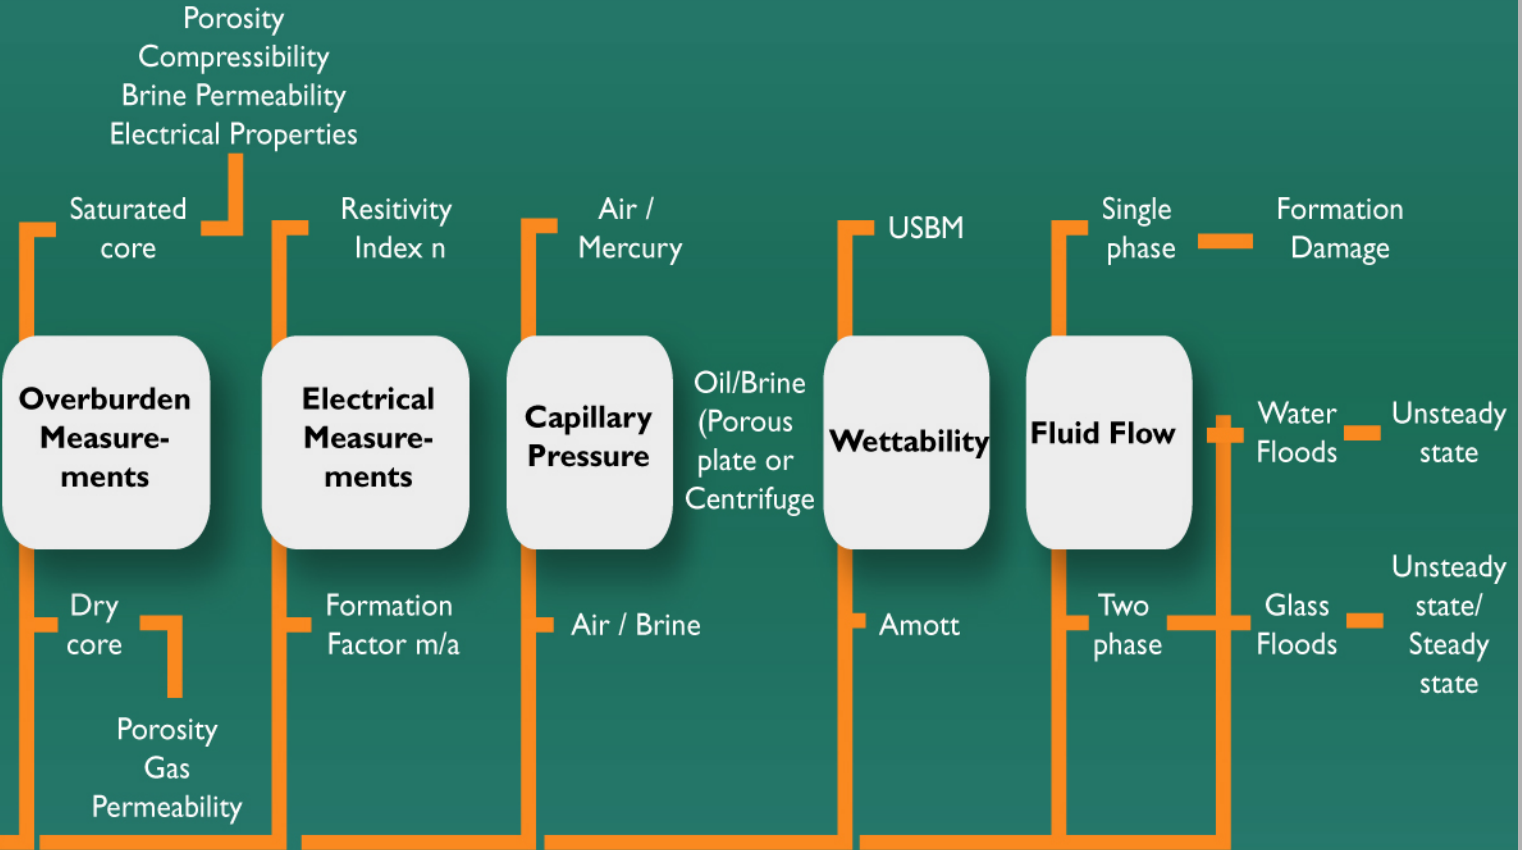 Porosity
Compressibility
Brine Permeability
Electrical Properties
Saturated
core
Resitivity
Index n
Air /
Mercury
USBM
Single
phase
Formation
Damage
Overburden
Measure-
ments
Electrical
Measure-
ments
Capillary
Pressure
Oil/Brine
(Porous
plate or
Centrifuge
Wettability
Fluid Flow
Water
Floods
Unsteady
state
Dry
core
Formation
Factor m/a
Air / Brine
Amott
Two
phase
Glass
Floods
Unsteady
state/
Steady
state
Porosity
Gas
Permeability